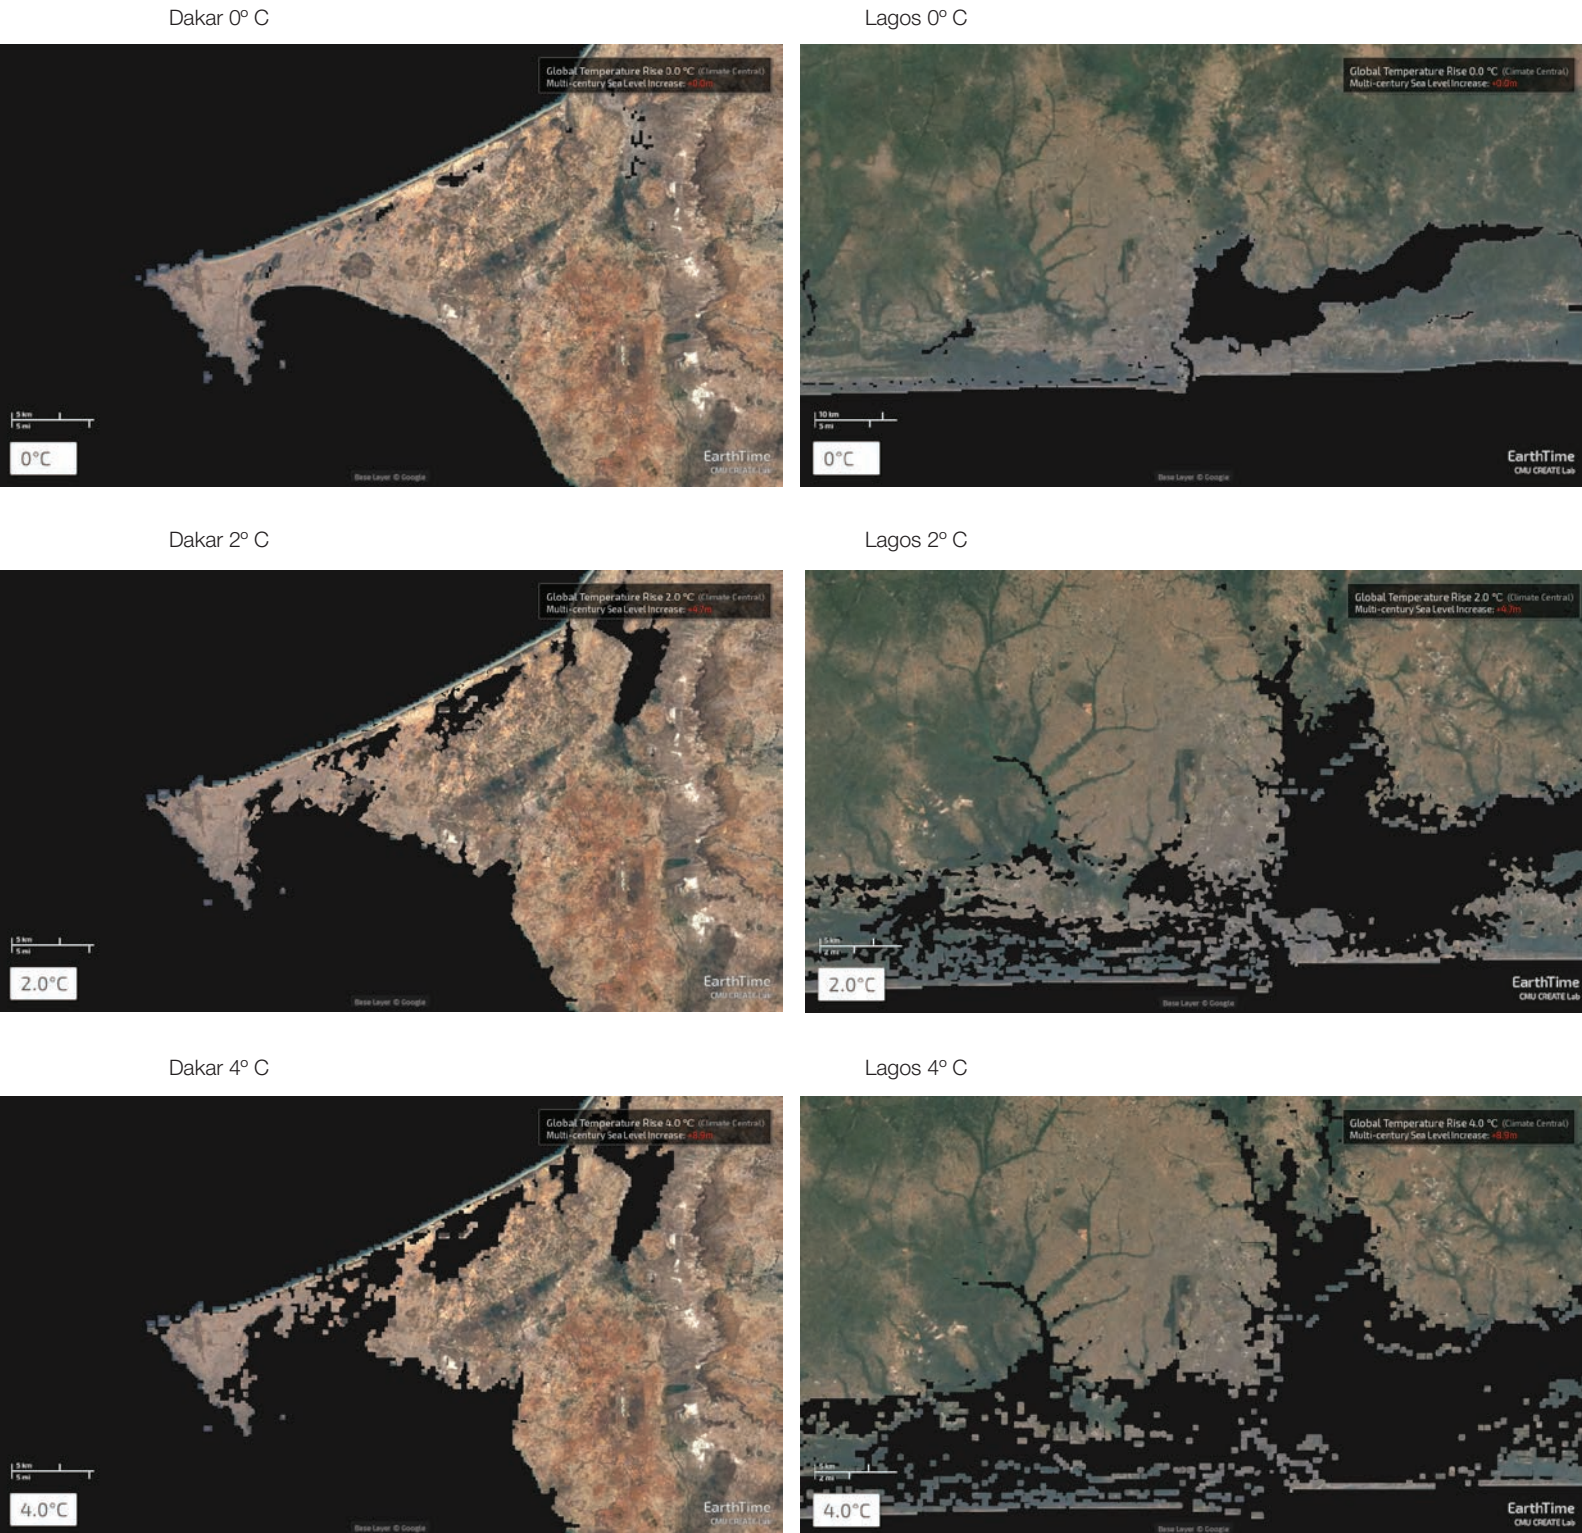 Dakar 0º C
Lagos 0º C
Global Temperature Rise 0.0 °C (Climate Central)
Multi-century Sea Level Increase: +0.0m
5 km
5 mi
0°C
Base Layer © Google
EarthTime
CMU CREATE Lab
Global Temperature Rise 0.0 °C (Climate Central)
Multi-century Sea Level Increase: +0.0m
10 km
5 mi
0°C
Base Layer © Google
EarthTime
CMU CREATE Lab
Dakar 2º C
Lagos 2º C
Global Temperature Rise 2.0 °C (Climate Central)
Multi-century Sea Level Increase: +4.7m
5 km
5 mi
2.0°C
Base Layer © Google
EarthTime
CMU CREATE Lab
Global Temperature Rise 2.0 °C (Climate Central)
Multi-century Sea Level Increase: +4.7m
5 km
2 mi
2.0°C
Base Layer © Google
EarthTime
CMU CREATE Lab
Dakar 4º C
Lagos 4º C
Global Temperature Rise 4.0 °C (Climate Central)
Multi-century Sea Level Increase: +8.9m
5 km
5 mi
4.0°C
Base Layer © Google
EarthTime
CMU CREATE Lab
Global Temperature Rise 4.0 °C (Climate Central)
Multi-century Sea Level Increase: +8.9m
5 km
2 mi
4.0°C
Base Layer © Google
EarthTime
CMU CREATE Lab